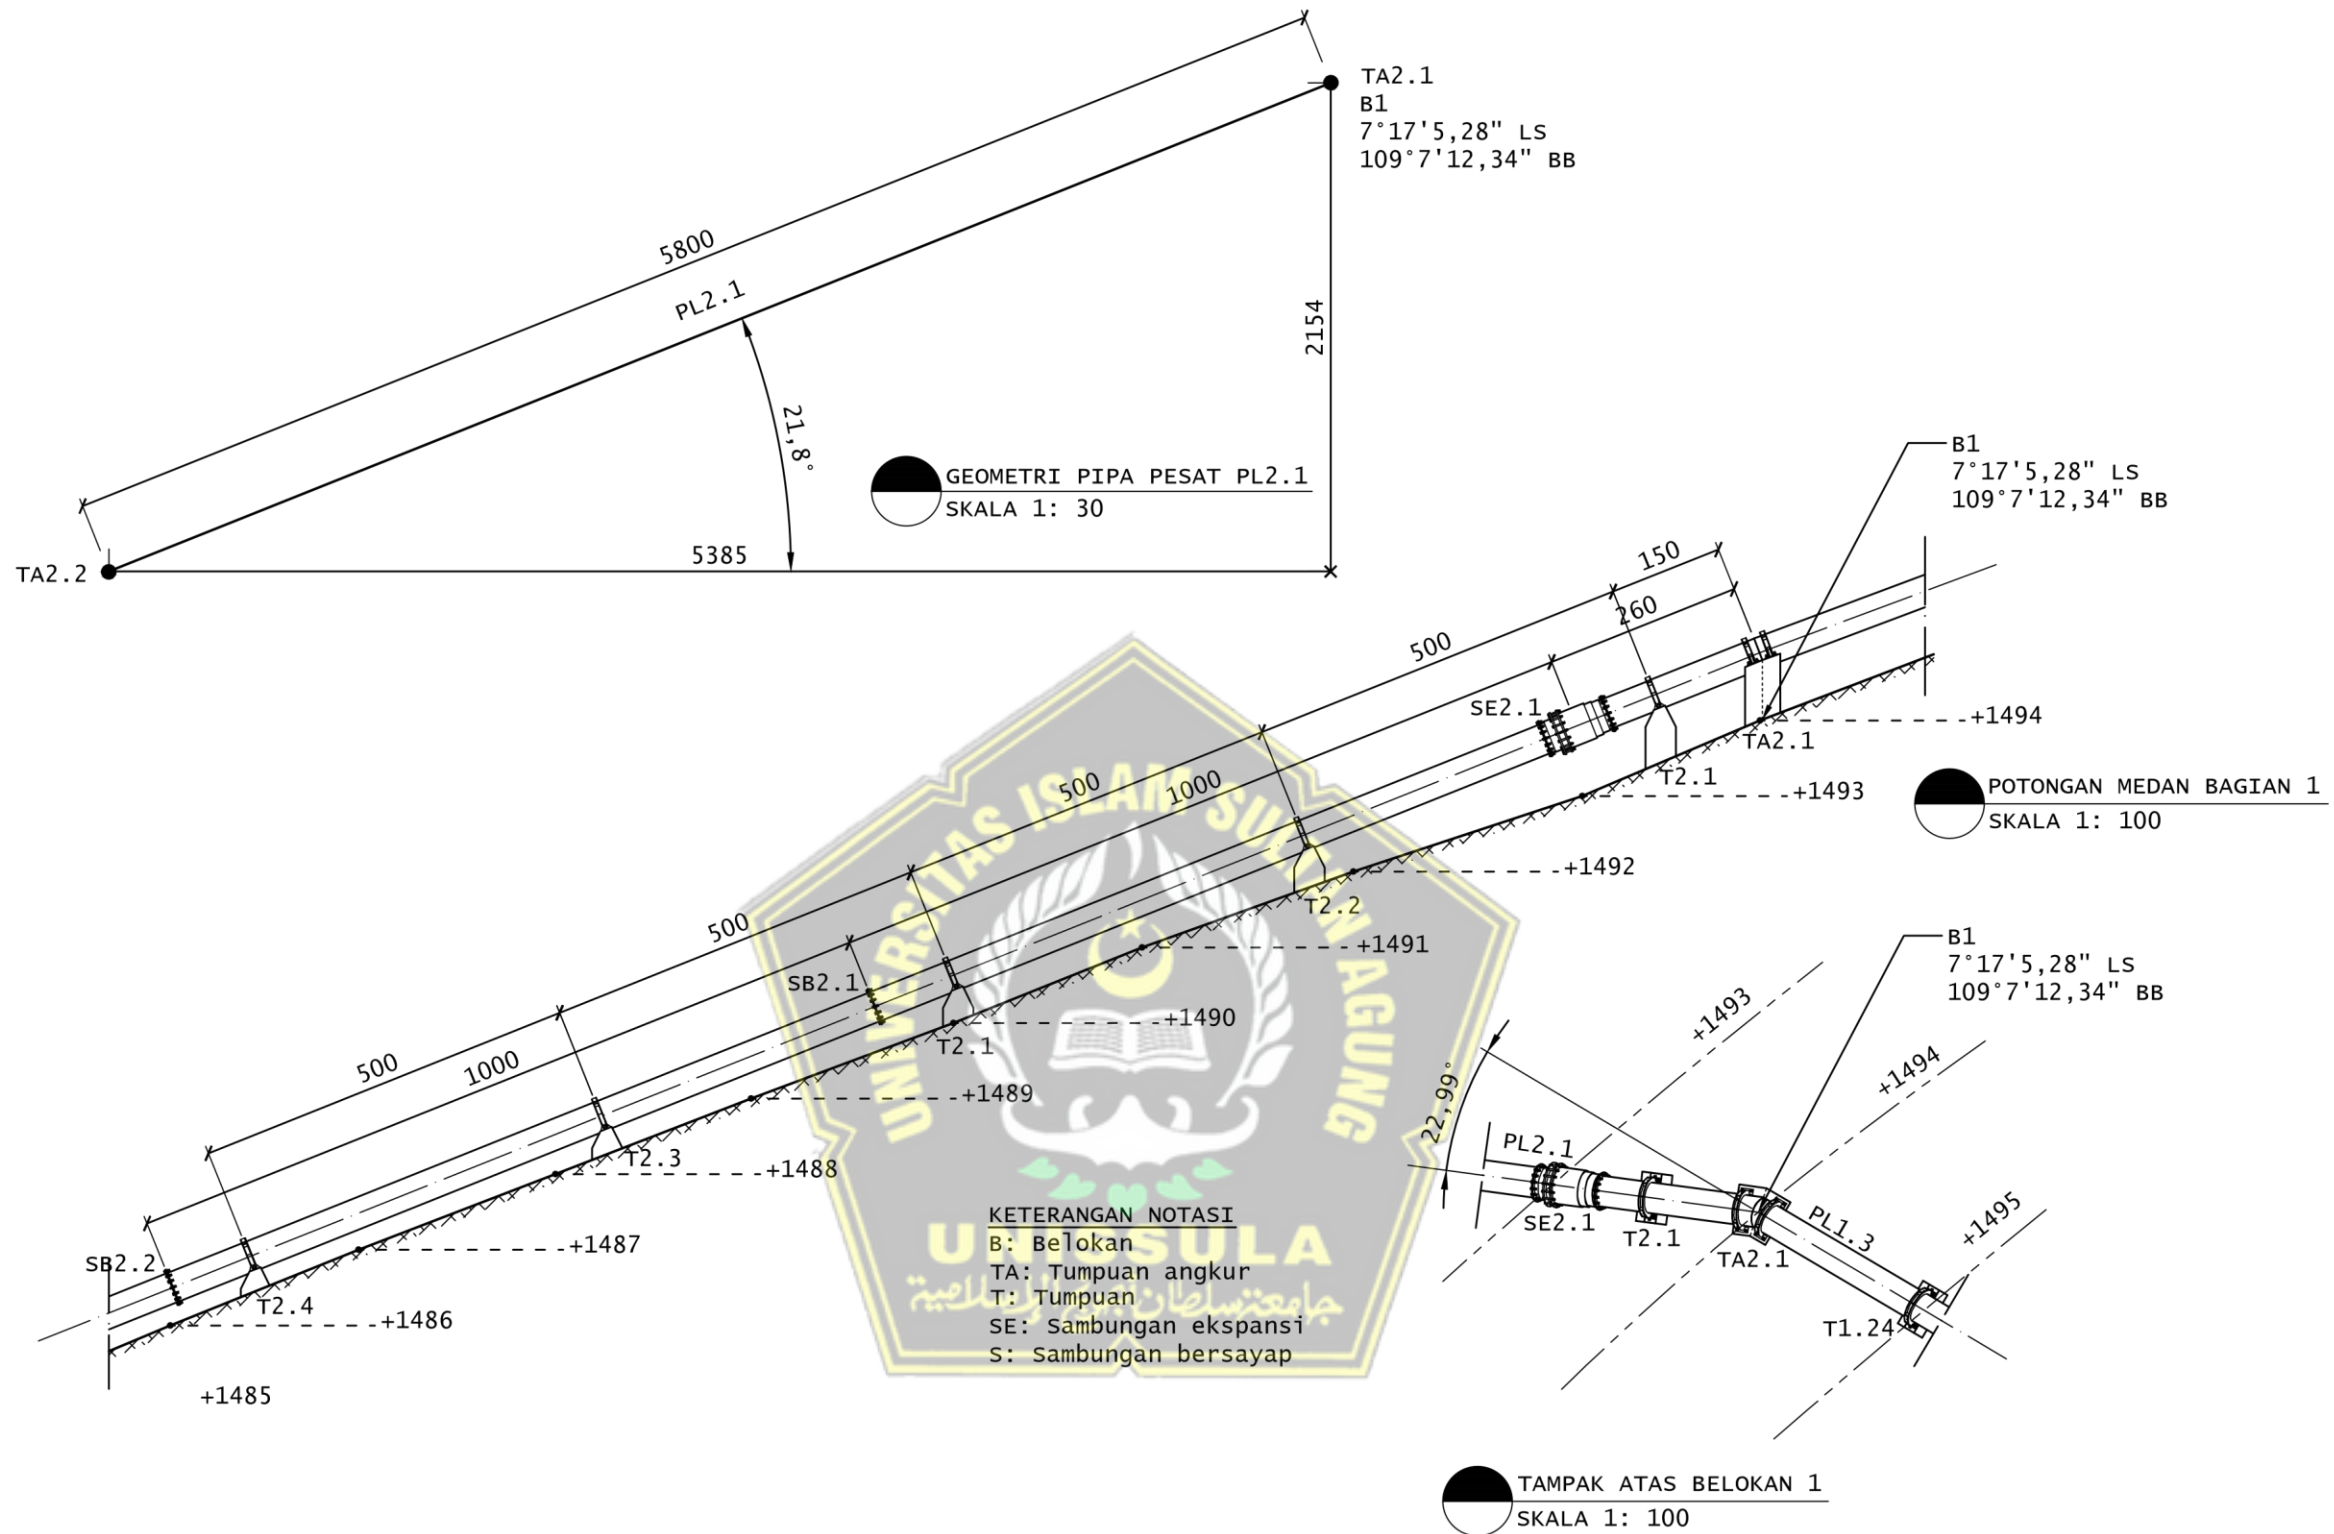 TA2.1
B1
7°17'5,28" LS
109°7'12,34" BB
5800
PL2.1
2154
21,8°
GEOMETRI PIPA PESAT PL2.1
SKALA 1: 30
5385
TA2.2
B1
7°17'5,28" LS
109°7'12,34" BB
150
260
500
SE2.1
+1494
TA2.1
T2.1
+1493
POTONGAN MEDAN BAGIAN 1
SKALA 1: 100
500
1000
+1492
T2.2
500
+1491
SB2.1
+1490
T2.1
500
1000
+1489
T2.3
+1488
+1487
SB2.2
T2.4
+1486
+1485
UNIVERSITAS ISLAM SULTAN AGUNG
UNISSULA
جامعة سلطان أجونج الإسلامية
KETERANGAN NOTASI
B: Belokan
TA: Tumpuan angkur
T: Tumpuan
SE: Sambungan ekspansi
S: Sambungan bersayap
B1
7°17'5,28" LS
109°7'12,34" BB
+1493
+1494
22,99°
PL2.1
SE2.1
T2.1
TA2.1
PL1.3
+1495
T1.24
TAMPAK ATAS BELOKAN 1
SKALA 1: 100